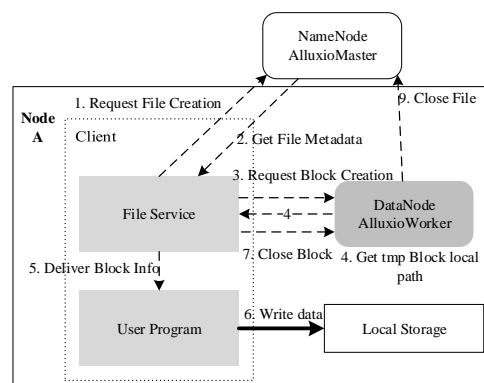 NameNode
AlluxioMaster
1. Request File Creation
9. Close File
Node
A
Client
2. Get File Metadata
3. Request Block Creation
File Service
4
DataNode
AlluxioWorker
7. Close Block
4. Get tmp Block local
path
5. Deliver Block Info
6. Write data
User Program
Local Storage